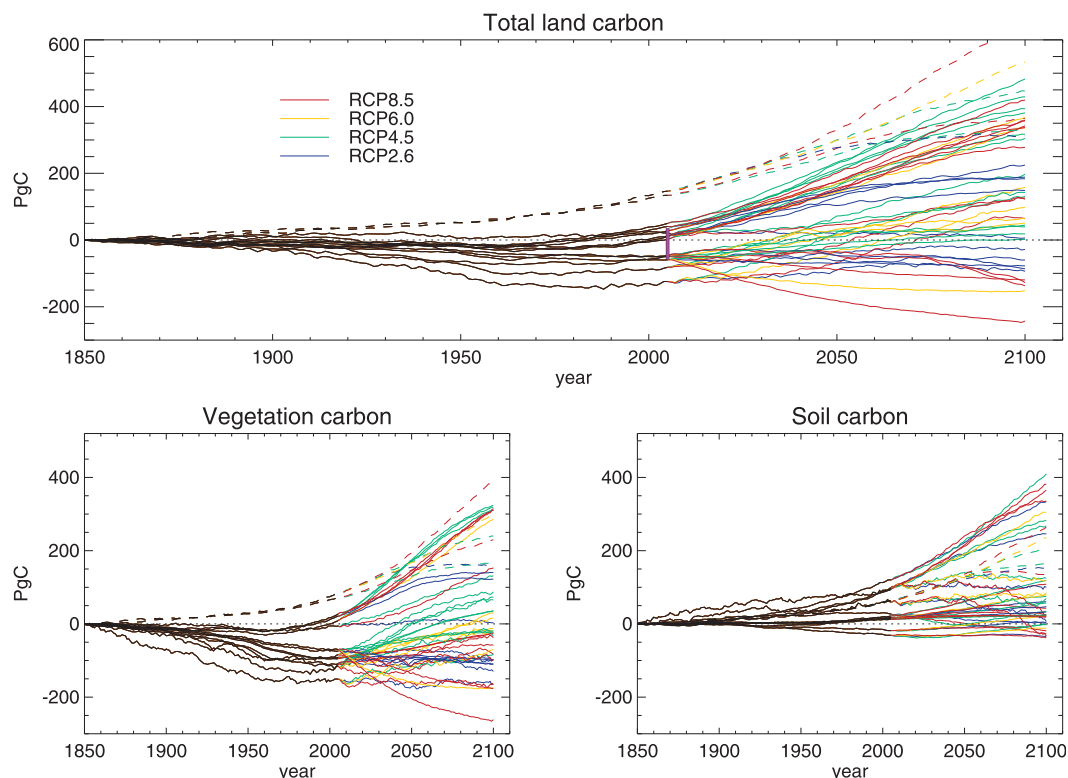 Total land carbon
600
400
200
0
-200
PgC
RCP8.5
RCP6.0
RCP4.5
RCP2.6
1850 1900 1950 2000 2050 2100
year
Vegetation carbon
400
200
0
-200
PgC
1850 1900 1950 2000 2050 2100
year
Soil carbon
400
200
0
-200
PgC
1850 1900 1950 2000 2050 2100
year